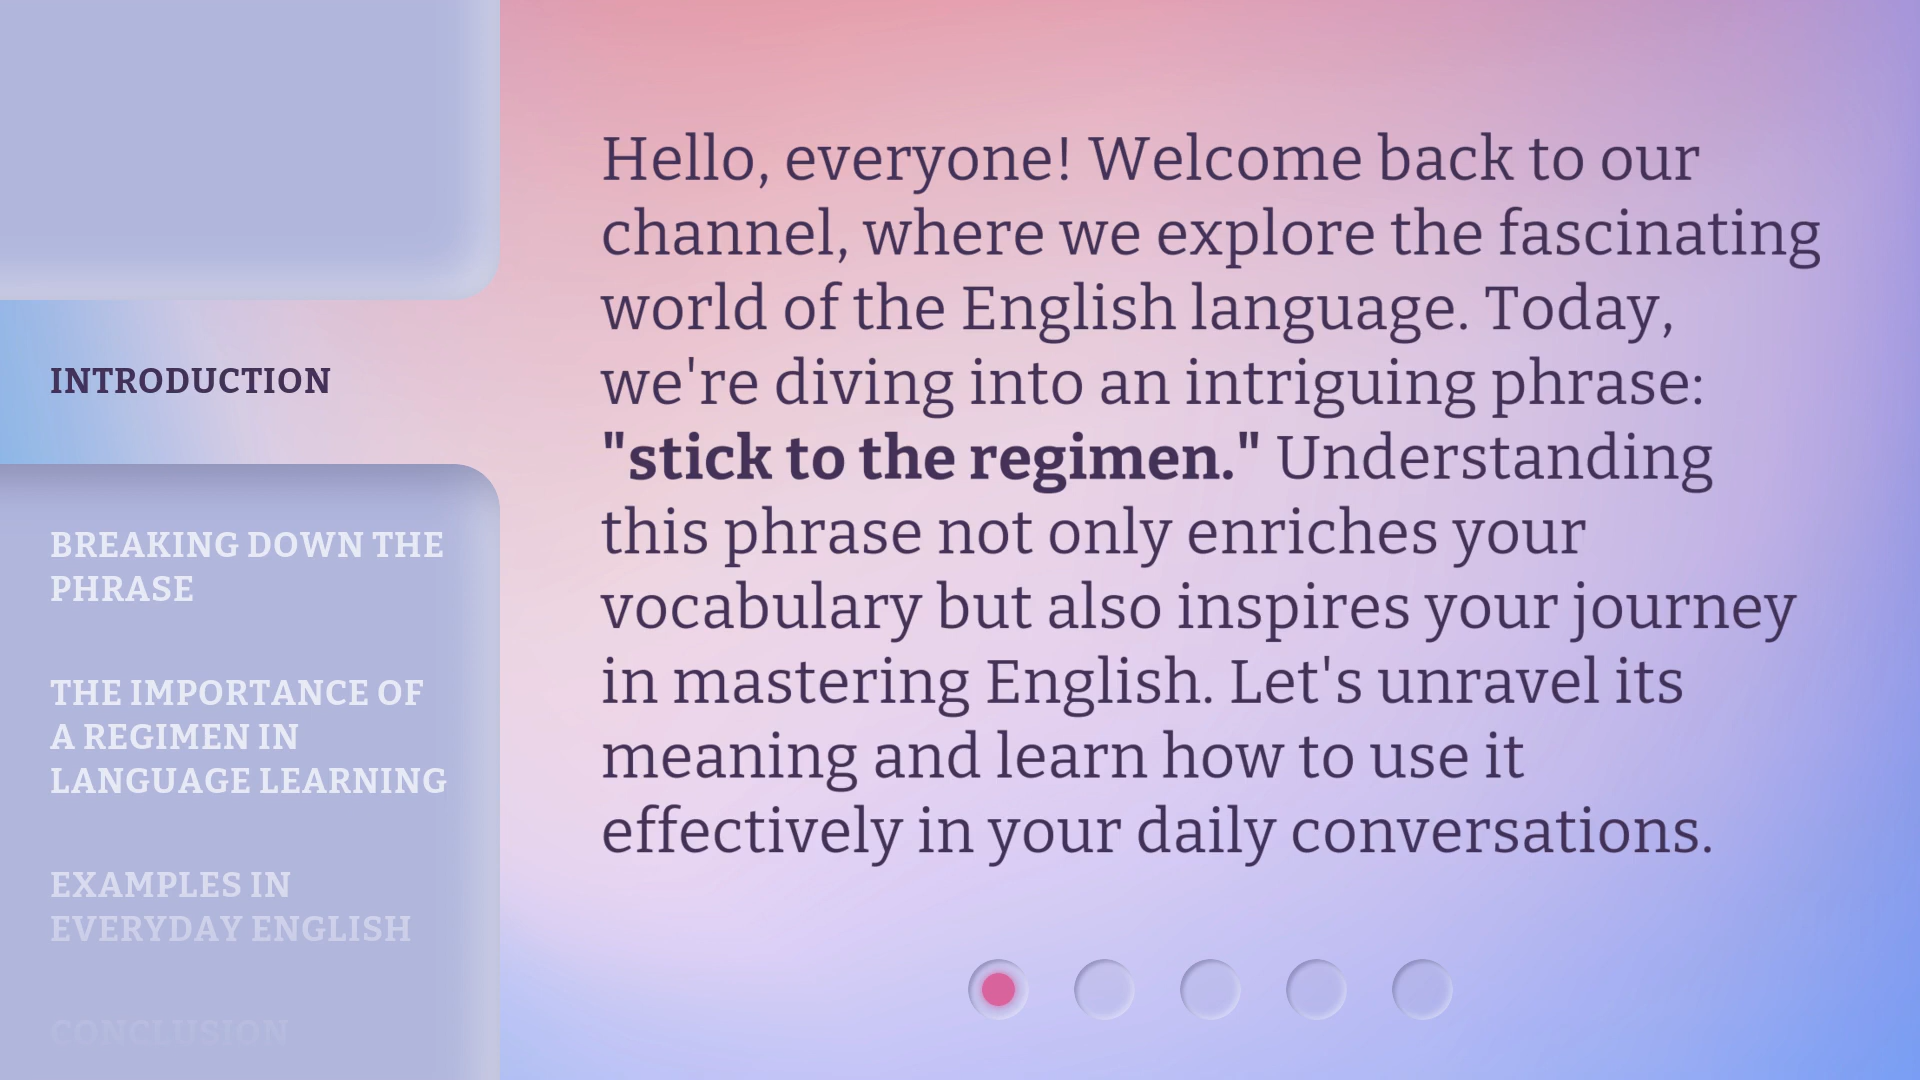 INTRODUCTION
BREAKING DOWN THE
PHRASE
THE IMPORTANCE OF
A REGIMEN IN
LANGUAGE LEARNING
EXAMPLES IN
EVERYDAY ENGLISH
CONCLUSION
Hello, everyone! Welcome back to our
channel, where we explore the fascinating
world of the English language. Today,
we're diving into an intriguing phrase:
"stick to the regimen." Understanding
this phrase not only enriches your
vocabulary but also inspires your journey
in mastering English. Let's unravel its
meaning and learn how to use it
effectively in your daily conversations.